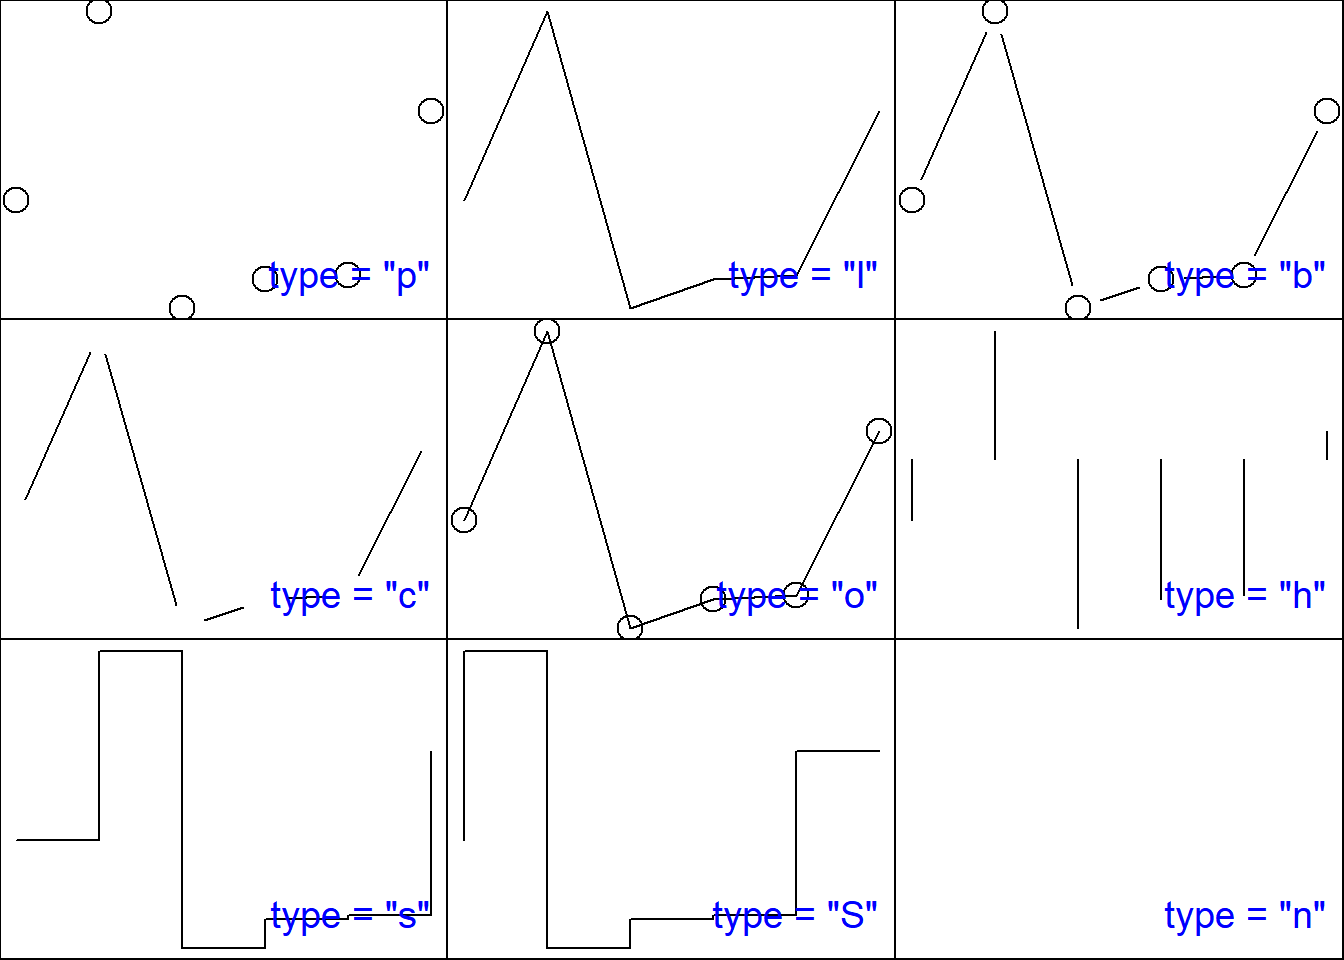 type = "p"
type = "l"
type = "b"
type = "c"
type = "o"
type = "h"
type = "s"
type = "S"
type = "n"